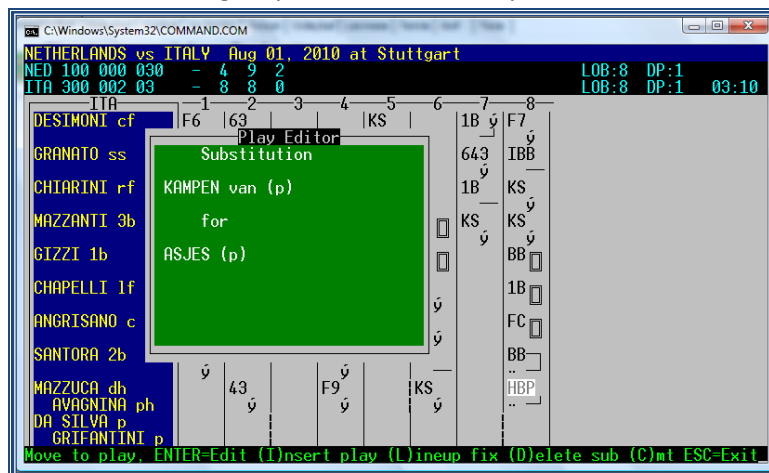 C:\Windows\System32\COMMAND.COM
NETHERLANDS vs ITALY Aug 01, 2010 at Stuttgart
NED 100 000 030 - 4 9 2 LOB:8 DP:1
ITA 300 002 03 - 8 8 0 LOB:8 DP:1 03:10
ITA 1 2 3 4 5 6 7 8
DESIMONI cf F6 63 KS 1B ý F7
Play Editor ý
GRANATO ss Substitution 643 IBB
ý
CHIARINI rf KAMPEN van (p) 1B KS
ý
MAZZANTI 3b for KS KS
ý ý
GIZZI 1b ASJES (p) BB
CHAPELLI lf 1B
ý
ANGRISANO c FC
ý
SANTORA 2b BB
ý ý ..
MAZZUCA dh 43 F9 KS HBP
AVAGNINA ph ý ý ý ..
DA SILVA p
GRIFANTINI p
Move to play, ENTER=Edit (I)nsert play (L)ineup fix (D)elete sub (C)mt ESC=Exit_